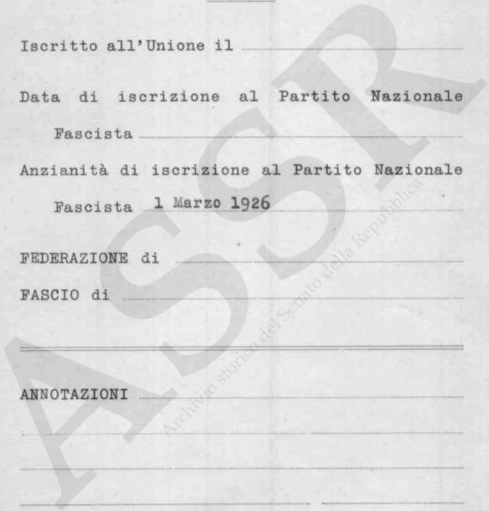 Iscritto all'Unione il
Data di iscrizione al Partito Nazionale
Fascista
Anzianità di iscrizione al Partito Nazionale
Fascista 1 Marzo 1926
FEDERAZIONE di
FASCIO di
ANNOTAZIONI
ASSR
Archivio storico del Senato della Repubblica